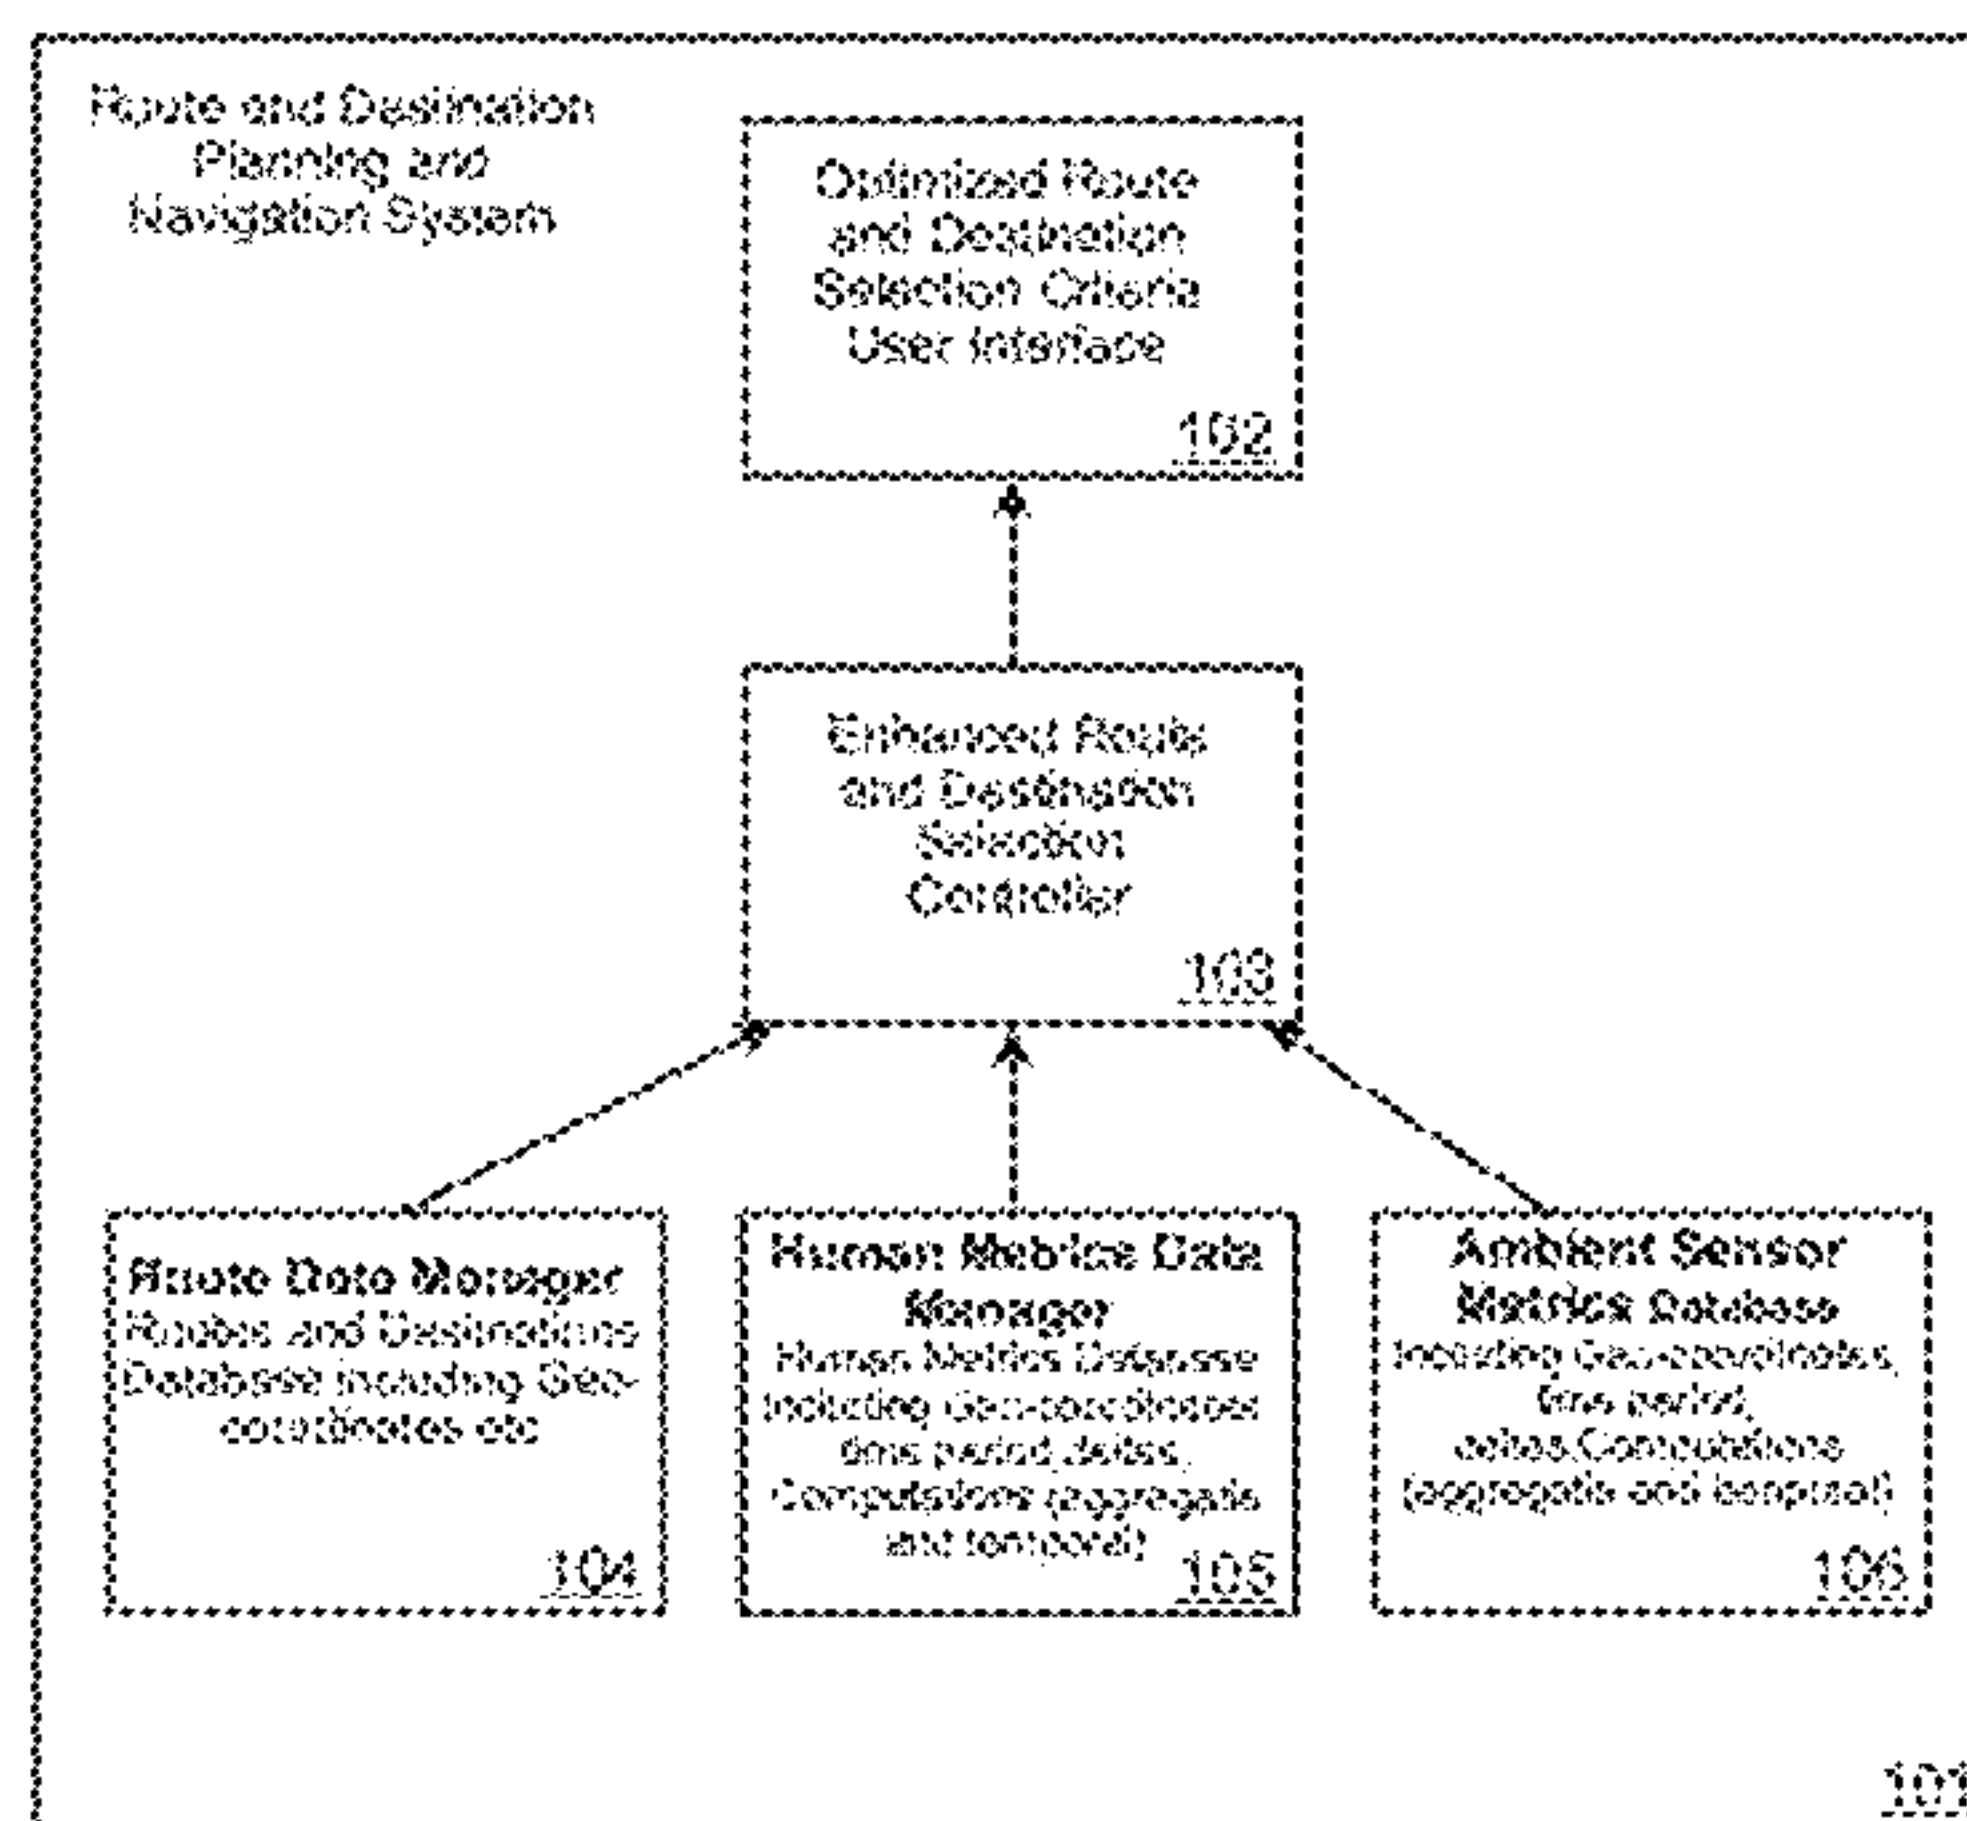 Route and Destination
Planning and
Navigation System
Optimized Route
and Destination
Selection Criteria
User Interface
102
Enhanced Route
and Destination
Selection
Controller
103
Route Data Manager
Routes and Destinations
Database including Geo-
coordinates etc
104
Human Metrics Data
Manager
Human Metrics Database
including Geo-coordinates
time period, deltas,
Computations (aggregate
and temporal)
105
Ambient Sensor
Metrics Database
including Geo-coordinates,
time period,
deltas, Computations
(aggregate and temporal)
106
101